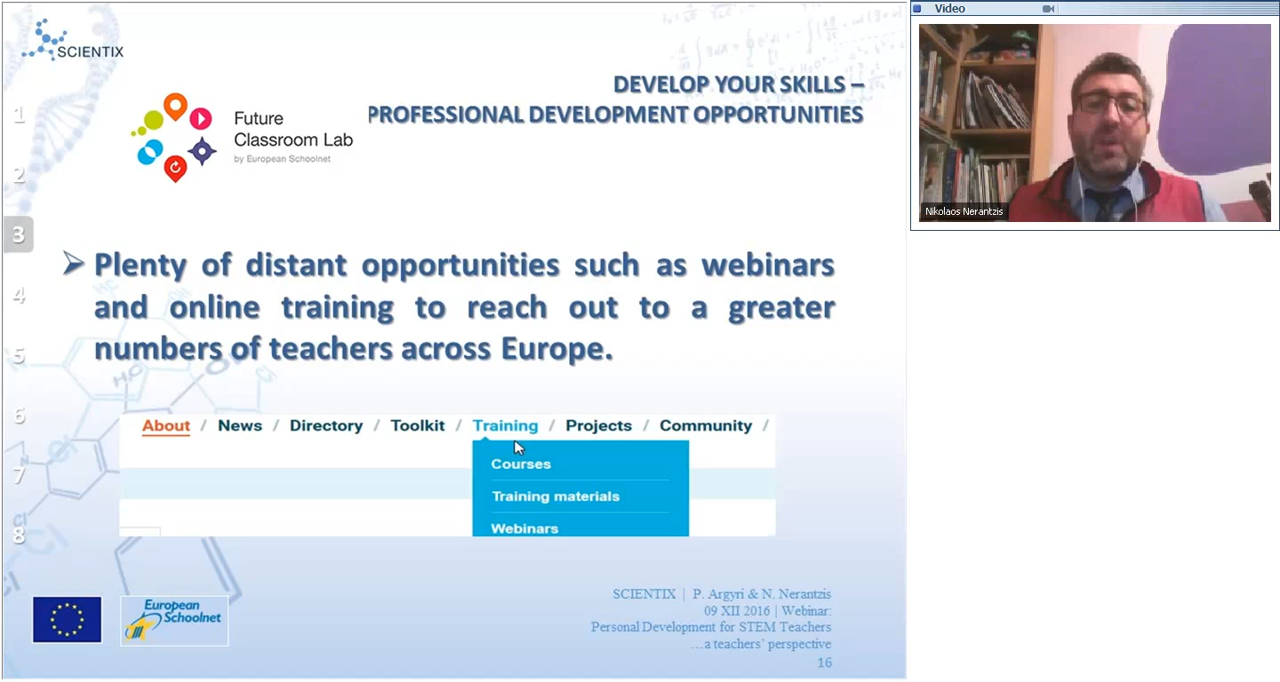 SCIENTIX
DEVELOP YOUR SKILLS –
PROFESSIONAL DEVELOPMENT OPPORTUNITIES
Future
Classroom Lab
by European Schoolnet
1
2
3
4
5
6
7
8
Plenty of distant opportunities such as webinars
and online training to reach out to a greater
numbers of teachers across Europe.
About / News / Directory / Toolkit / Training / Projects / Community /
Courses
Training materials
Webinars
European
Schoolnet
SCIENTIX | P. Argyri & N. Nerantzis
09 XII 2016 | Webinar:
Personal Development for STEM Teachers
…a teachers’ perspective
16
Video
Nikolaos Nerantzis